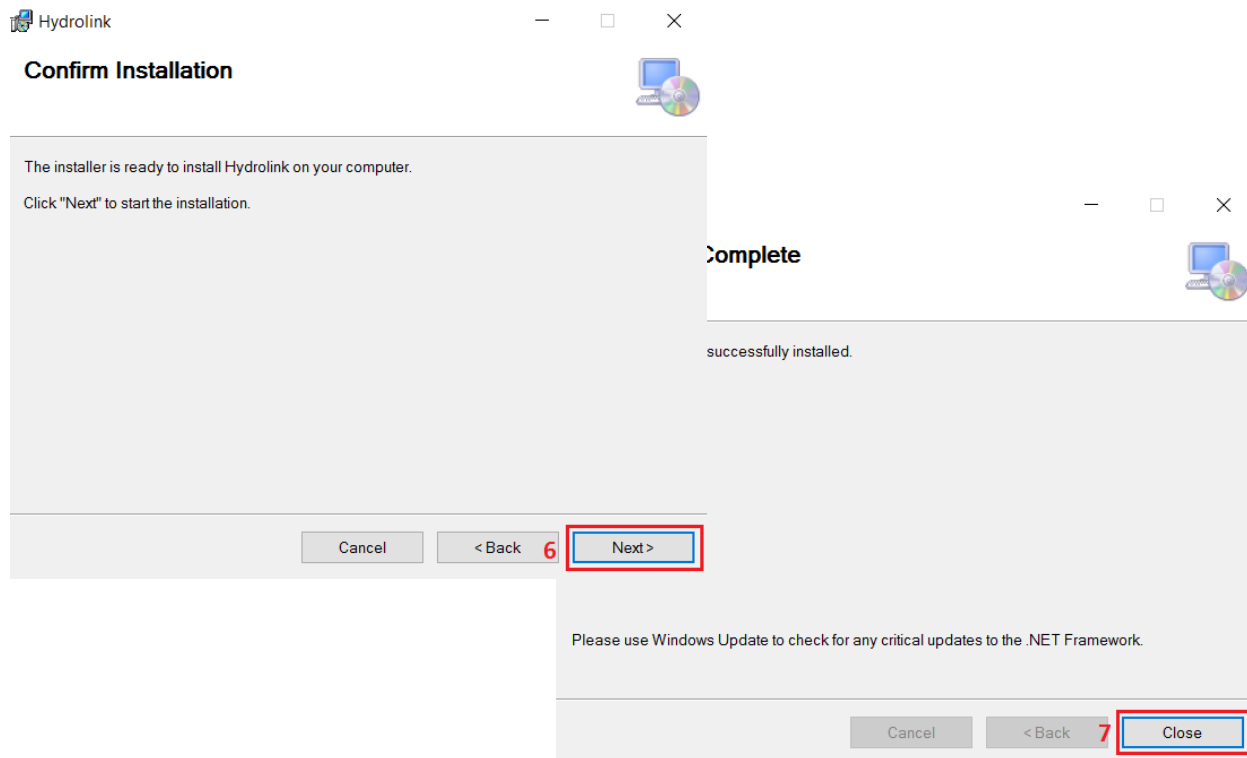 Hydrolink
Confirm Installation
The installer is ready to install Hydrolink on your computer.
Click "Next" to start the installation.
Cancel
< Back
6
Next >
Complete
successfully installed.
Please use Windows Update to check for any critical updates to the .NET Framework.
Cancel
< Back
7
Close